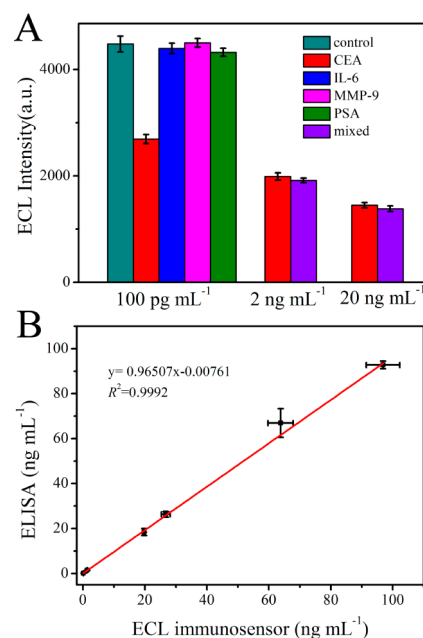 A
ECL Intensity(a.u.)
4000
2000
0
control
CEA
IL-6
MMP-9
PSA
mixed
100 pg mL⁻¹ 2 ng mL⁻¹ 20 ng mL⁻¹
B
y= 0.96507x-0.00761
R²=0.9992
ELISA (ng mL⁻¹)
100
80
60
40
20
0
0 20 40 60 80 100
ECL immunosensor (ng mL⁻¹)